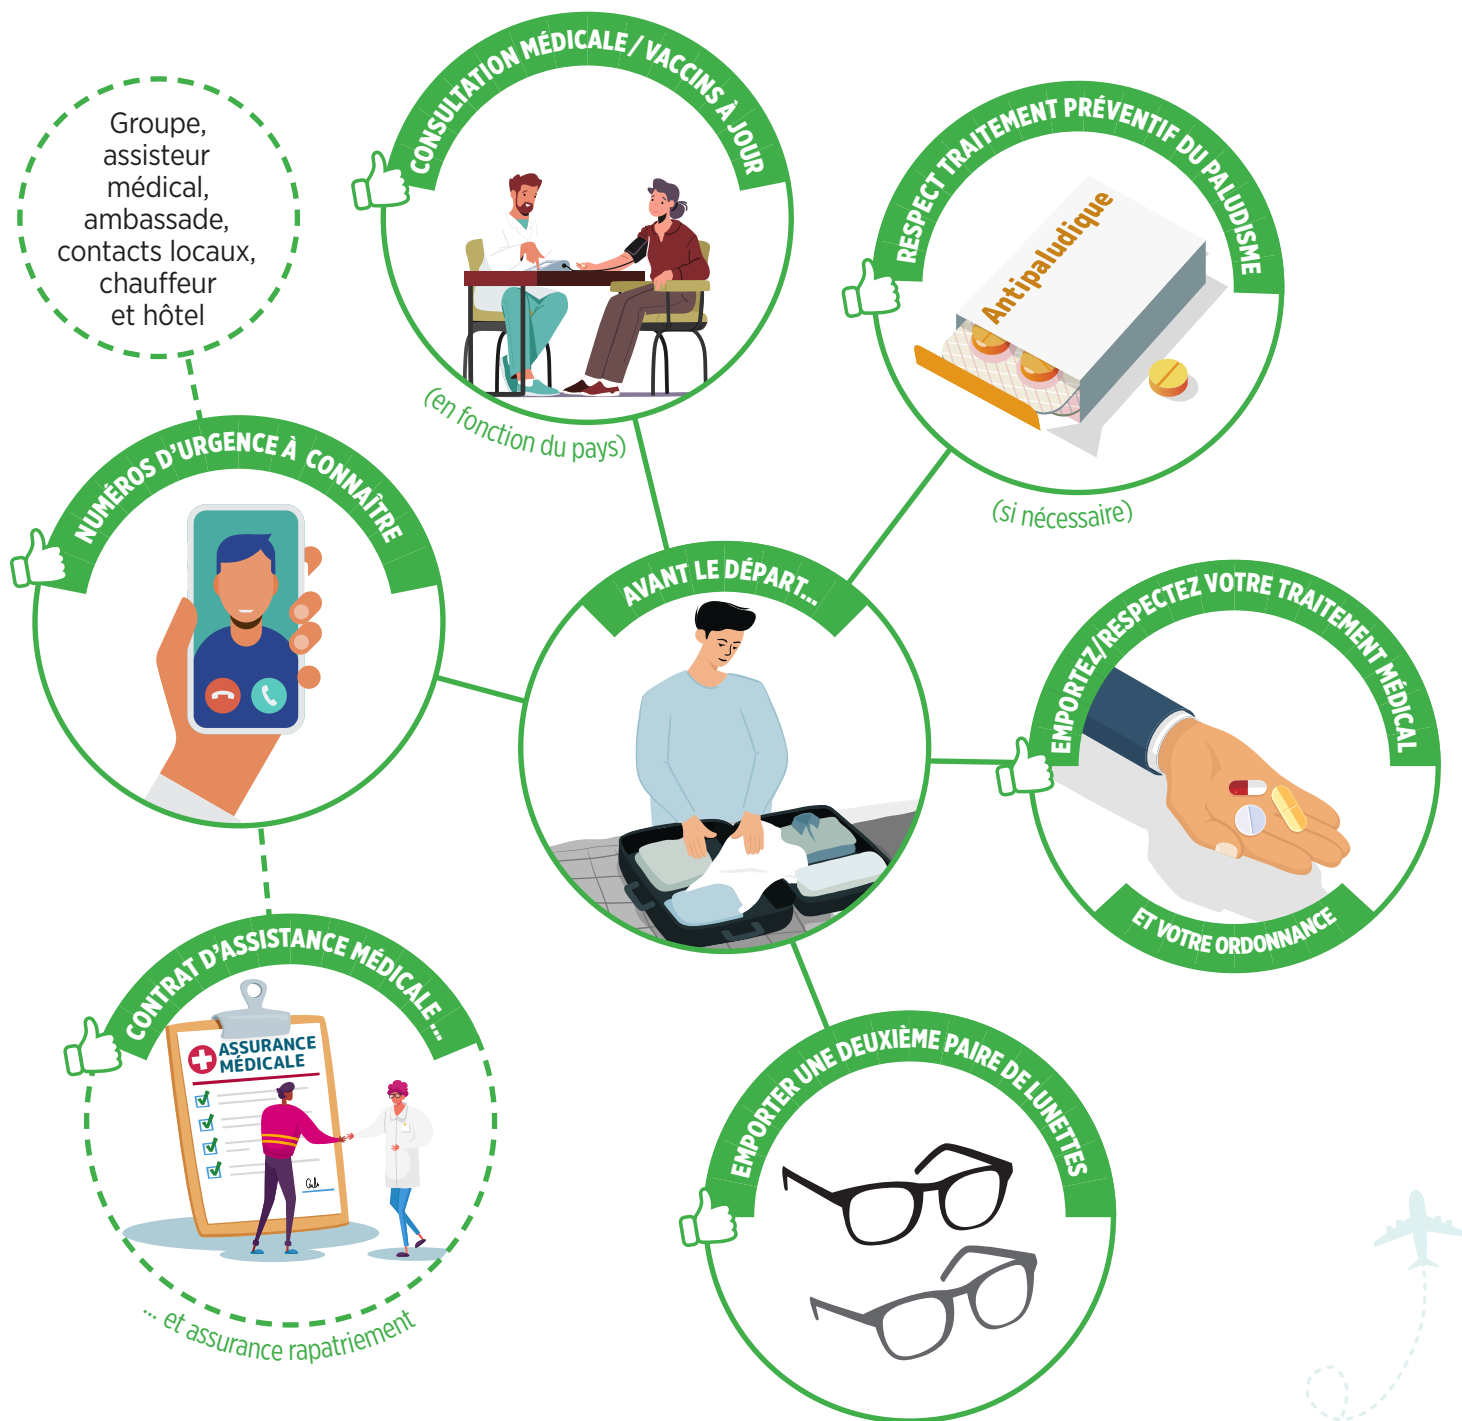 CONSULTATION MÉDICALE / VACCINS À JOUR
(en fonction du pays)
Groupe,
assisteur
médical,
ambassade,
contacts locaux,
chauffeur
et hôtel
RESPECT TRAITEMENT PRÉVENTIF DU PALUDISME
Antipaludique
(si nécessaire)
NUMÉROS D'URGENCE À CONNAÎTRE
AVANT LE DÉPART...
EMPORTEZ/RESPECTEZ VOTRE TRAITEMENT MÉDICAL
ET VOTRE ORDONNANCE
CONTRAT D'ASSISTANCE MÉDICALE ...
ASSURANCE
MÉDICALE
... et assurance rapatriement
EMPORTER UNE DEUXIÈME PAIRE DE LUNETTES